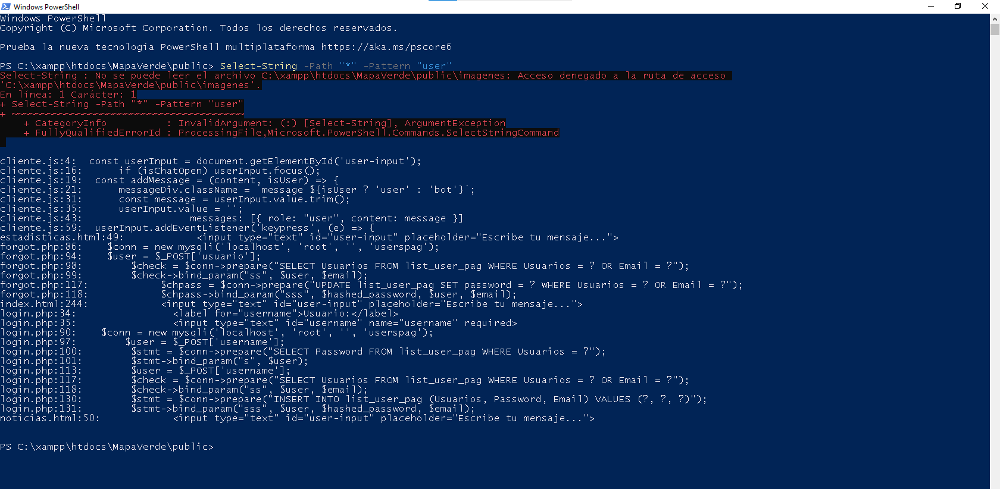 Windows PowerShell
Windows PowerShell
Copyright (C) Microsoft Corporation. Todos los derechos reservados.
Prueba la nueva tecnología PowerShell multiplataforma https://aka.ms/pscore6
PS C:\xampp\htdocs\MapaVerde\public> Select-String -Path "*" -Pattern "user"
Select-String : No se puede leer el archivo C:\xampp\htdocs\MapaVerde\public\imagenes: Acceso denegado a la ruta de acceso
'C:\xampp\htdocs\MapaVerde\public\imagenes'.
En línea: 1 Carácter: 1
+ Select-String -Path "*" -Pattern "user"
+ ~~~~~~~~~~~~~~~~~~~~~~~~~~~~~~~~~~~~~~~
    + CategoryInfo          : InvalidArgument: (:) [Select-String], ArgumentException
    + FullyQualifiedErrorId : ProcessingFile,Microsoft.PowerShell.Commands.SelectStringCommand
cliente.js:4:  const userInput = document.getElementById('user-input');
cliente.js:16:      if (isChatOpen) userInput.focus();
cliente.js:19:  const addMessage = (content, isUser) => {
cliente.js:21:      messageDiv.className = `message ${isUser ? 'user' : 'bot'}`;
cliente.js:31:      const message = userInput.value.trim();
cliente.js:35:      userInput.value = '';
cliente.js:43:                  messages: [{ role: "user", content: message }]
cliente.js:59:  userInput.addEventListener('keypress', (e) => {
estadisticas.html:49:            <input type="text" id="user-input" placeholder="Escribe tu mensaje...">
forgot.php:86:    $conn = new mysqli('localhost', 'root', '', 'userspag');
forgot.php:94:    $user = $_POST['usuario'];
forgot.php:98:        $check = $conn->prepare("SELECT Usuarios FROM list_user_pag WHERE Usuarios = ? OR Email = ?");
forgot.php:99:        $check->bind_param("ss", $user, $email);
forgot.php:117:            $chpass = $conn->prepare("UPDATE list_user_pag SET password = ? WHERE Usuarios = ? OR Email = ?");
forgot.php:118:            $chpass->bind_param("sss", $hashed_password, $user, $email);
index.html:244:            <input type="text" id="user-input" placeholder="Escribe tu mensaje...">
login.php:34:                <label for="username">Usuario:</label>
login.php:35:                <input type="text" id="username" name="username" required>
login.php:90:    $conn = new mysqli('localhost', 'root', '', 'userspag');
login.php:97:        $user = $_POST['username'];
login.php:100:        $stmt = $conn->prepare("SELECT Password FROM list_user_pag WHERE Usuarios = ?");
login.php:101:        $stmt->bind_param("s", $user);
login.php:113:        $user = $_POST['username'];
login.php:117:        $check = $conn->prepare("SELECT Usuarios FROM list_user_pag WHERE Usuarios = ? OR Email = ?");
login.php:118:        $check->bind_param("ss", $user, $email);
login.php:130:        $stmt = $conn->prepare("INSERT INTO list_user_pag (Usuarios, Password, Email) VALUES (?, ?, ?)");
login.php:131:        $stmt->bind_param("sss", $user, $hashed_password, $email);
noticias.html:50:            <input type="text" id="user-input" placeholder="Escribe tu mensaje...">
PS C:\xampp\htdocs\MapaVerde\public>